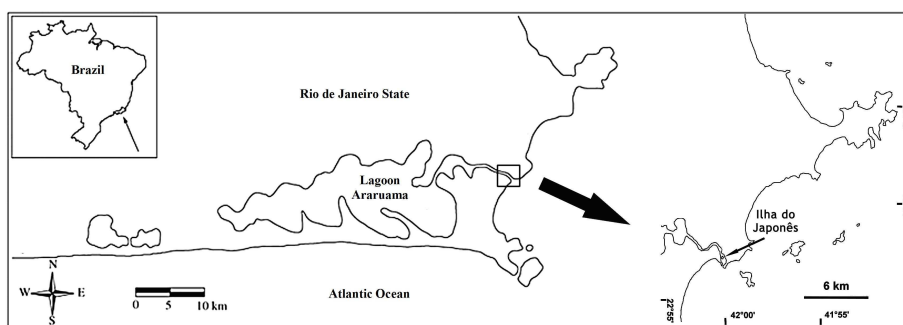 Brazil
Rio de Janeiro State
Lagoon
Araruama
Ilha do
Japonês
N
W
E
S
0
5
10 km
Atlantic Ocean
6 km
22°55'
42°00'
41°55'